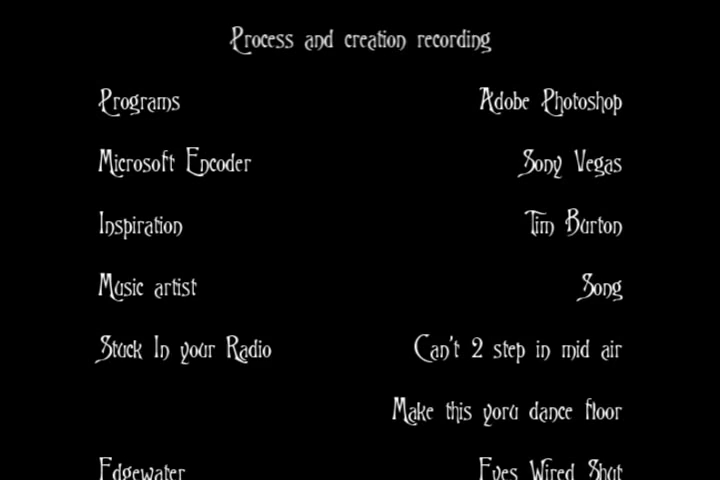 Process and creation recording
Programs Adobe Photoshop
Microsoft Encoder Sony Vegas
Inspiration Tim Burton
Music artist Song
Stuck In your Radio Can't 2 step in mid air
Make this yoru dance floor
Edgewater Eyes Wired Shut